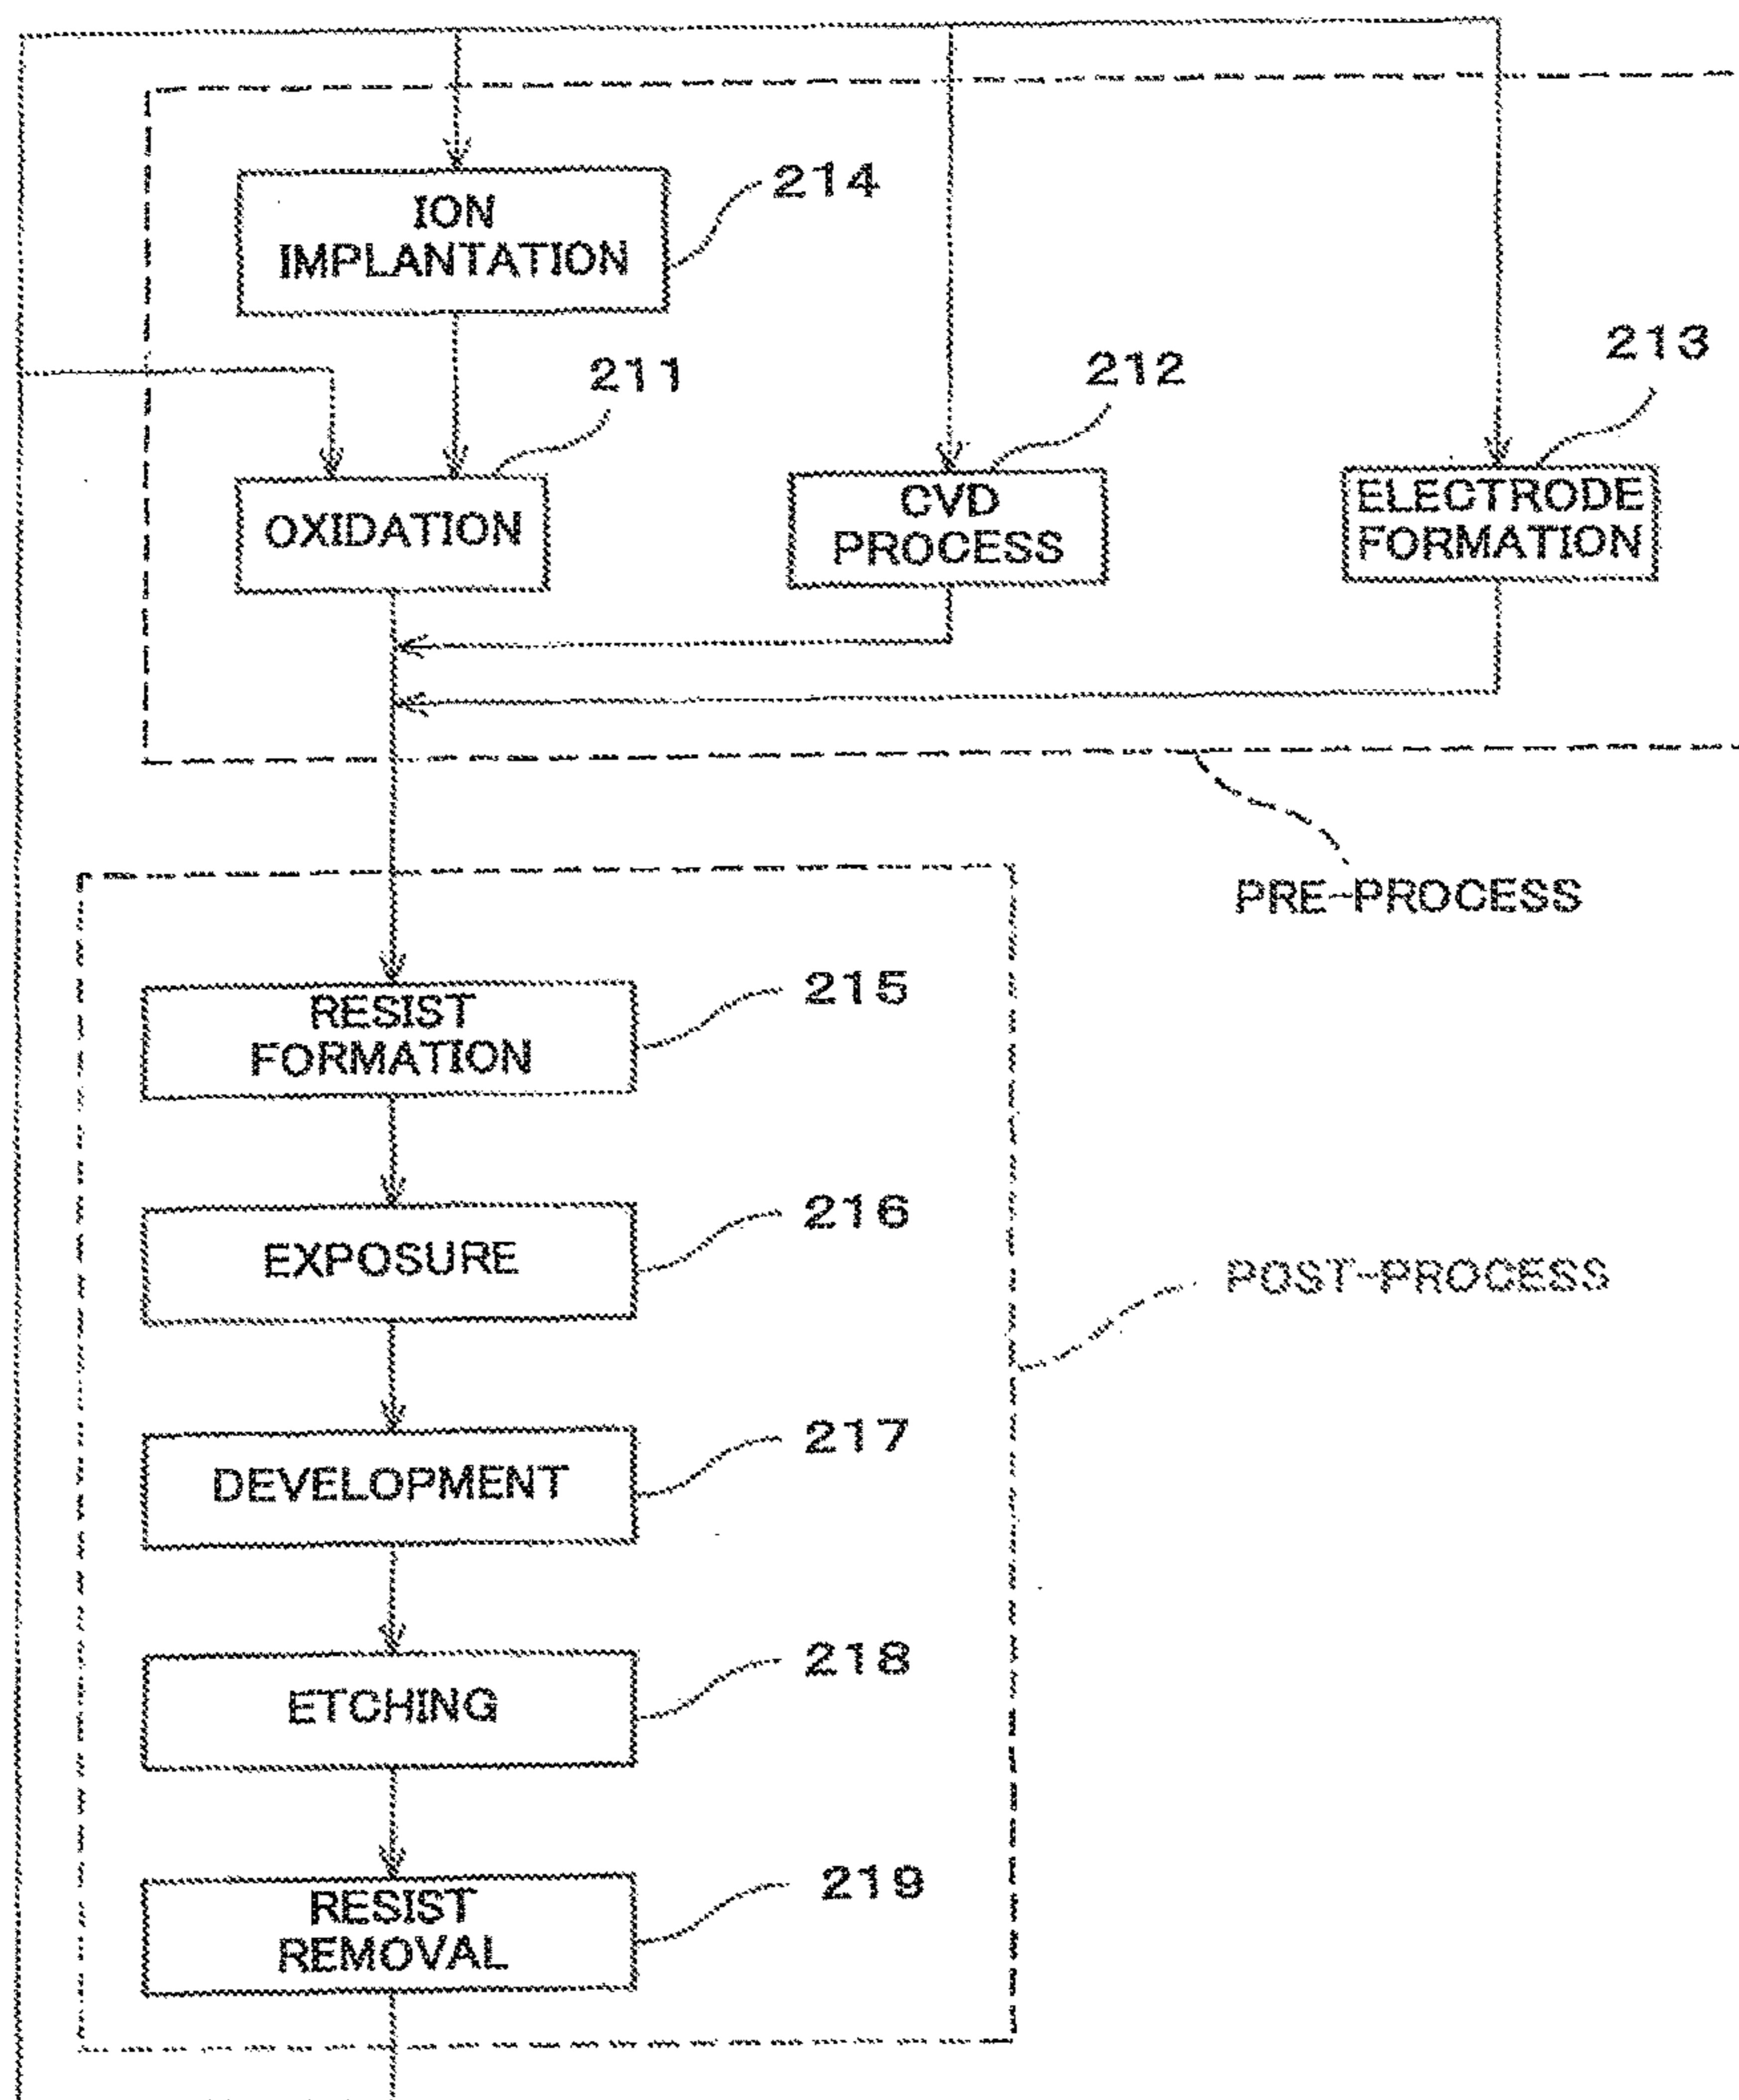 214
ION
IMPLANTATION
213
212
211
OXIDATION
CVD
PROCESS
ELECTRODE
FORMATION
PRE-PROCESS
215
RESIST
FORMATION
216
EXPOSURE
POST-PROCESS
217
DEVELOPMENT
218
ETCHING
219
RESIST
REMOVAL